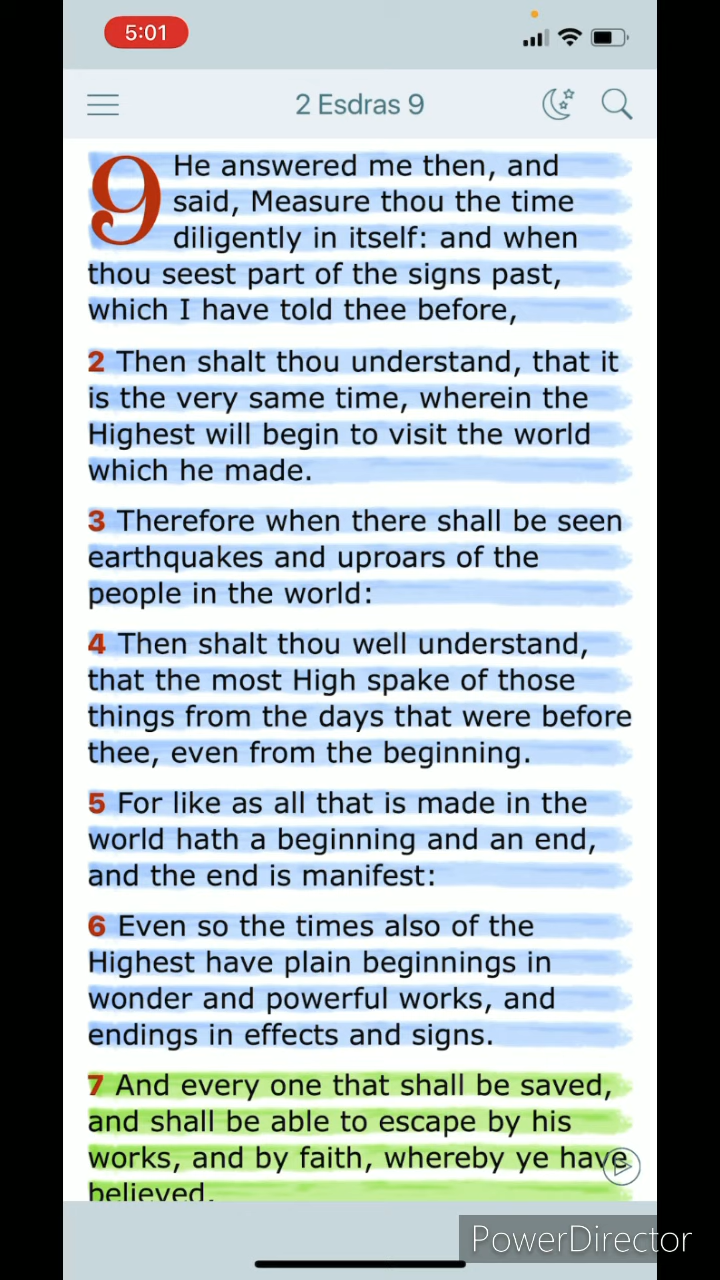 5:01
2 Esdras 9
9 He answered me then, and
said, Measure thou the time
diligently in itself: and when
thou seest part of the signs past,
which I have told thee before,
2 Then shalt thou understand, that it
is the very same time, wherein the
Highest will begin to visit the world
which he made.
3 Therefore when there shall be seen
earthquakes and uproars of the
people in the world:
4 Then shalt thou well understand,
that the most High spake of those
things from the days that were before
thee, even from the beginning.
5 For like as all that is made in the
world hath a beginning and an end,
and the end is manifest:
6 Even so the times also of the
Highest have plain beginnings in
wonder and powerful works, and
endings in effects and signs.
7 And every one that shall be saved,
and shall be able to escape by his
works, and by faith, whereby ye have
believed.
PowerDirector